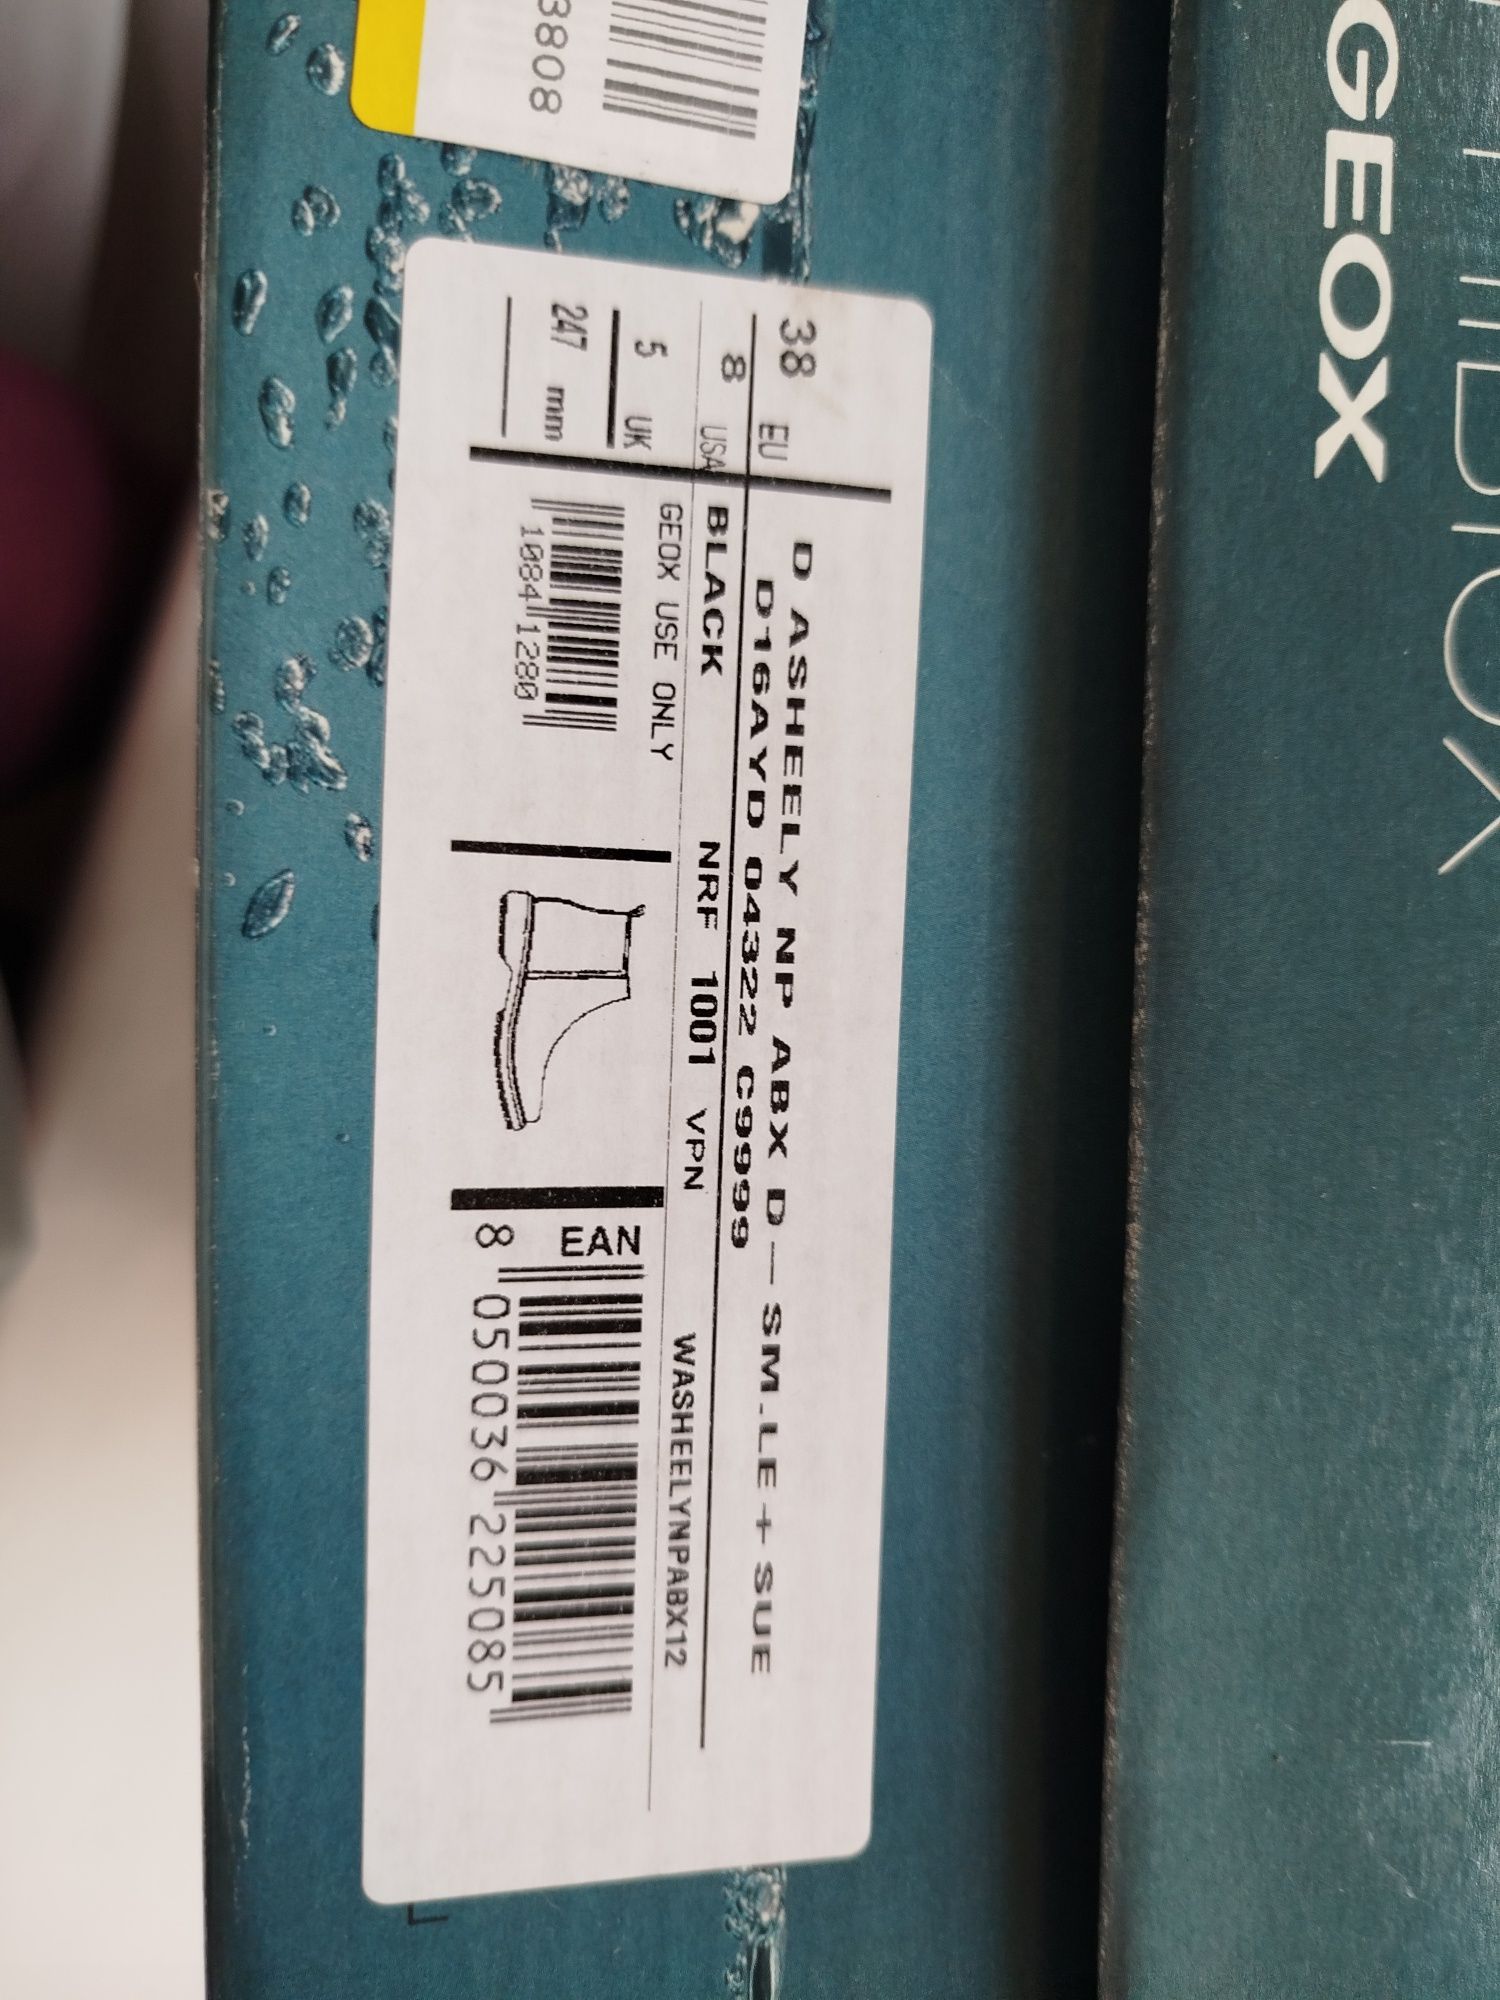 GEOX
3808
38 EU
8 USA
5 UK
247 mm
D ASHEELY NP ABX D-SM.LE+SUE
D16AYD 04322 C9999
BLACK NRF 1001 VPN WASHEELYNPABX12
GEOX USE ONLY
10841280
EAN
8 050036 225085